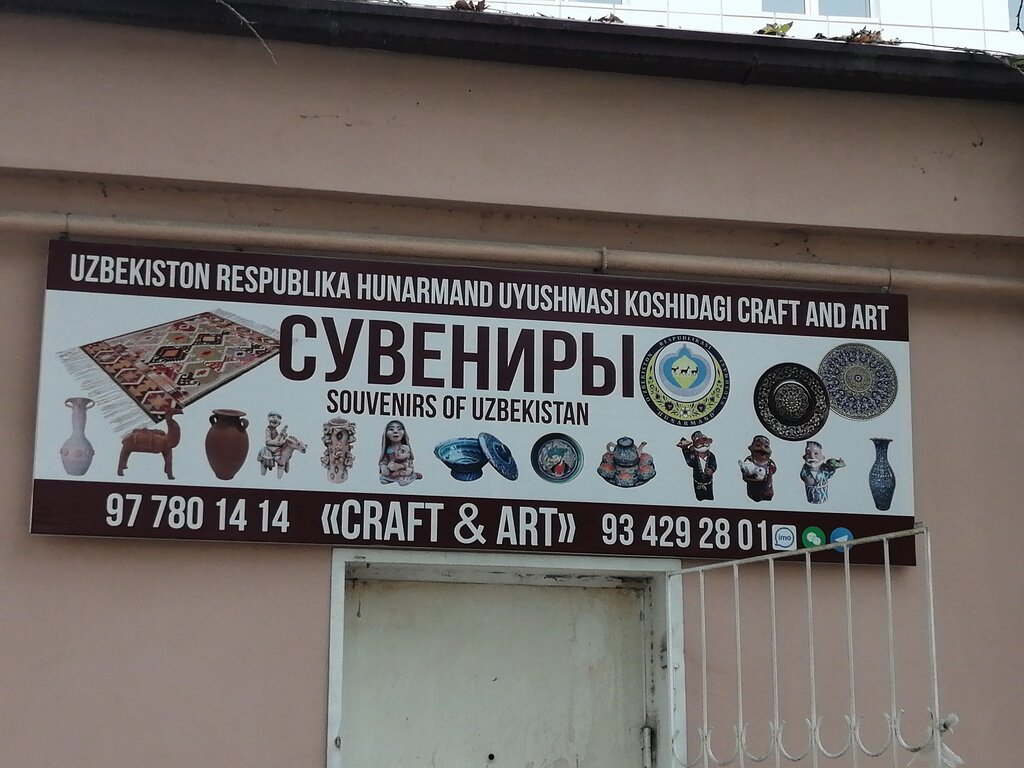 UZBEKISTON RESPUBLIKA HUNARMAND UYUSHMASI KOSHIDAGI CRAFT AND ART
СУВЕНИРЫ
SOUVENIRS OF UZBEKISTAN
97 780 14 14 «CRAFT & ART» 93 429 28 01
imo